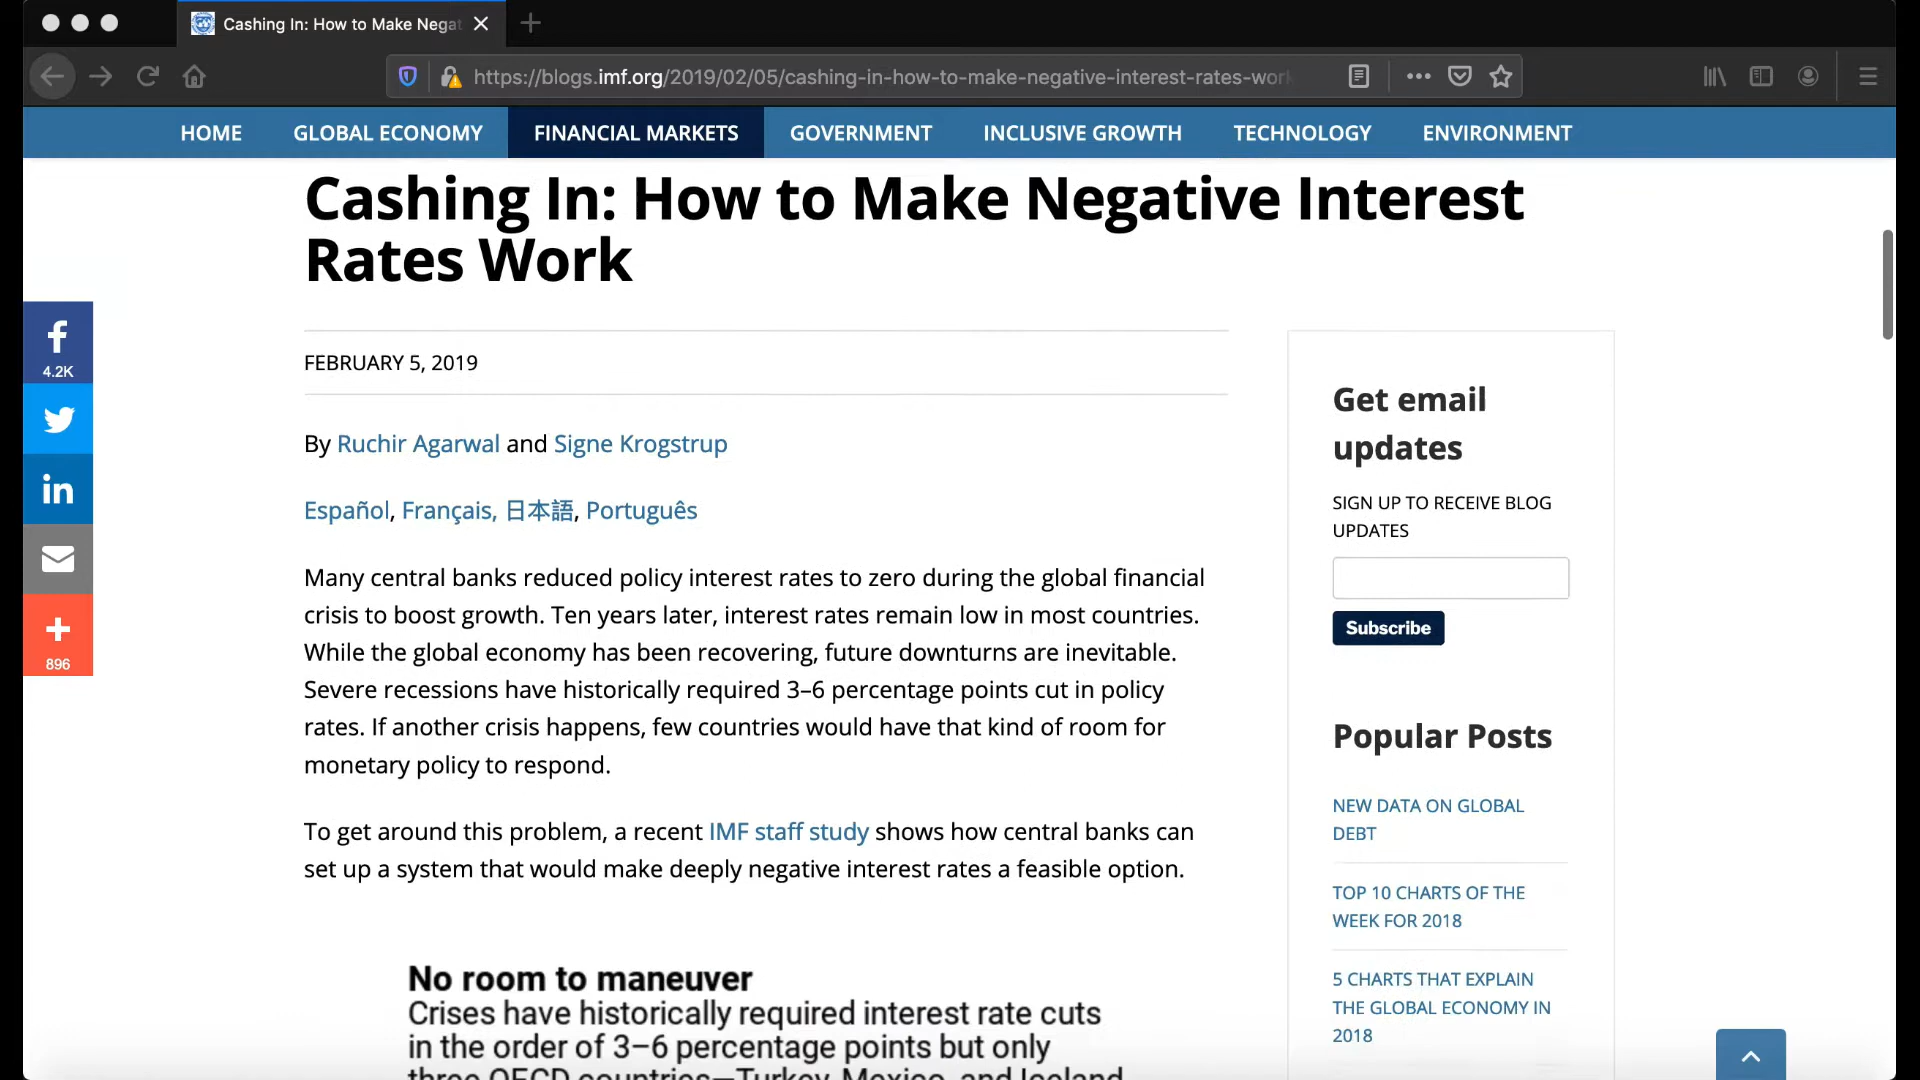 Cashing In: How to Make Negat
https://blogs.imf.org/2019/02/05/cashing-in-how-to-make-negative-interest-rates-work
HOME GLOBAL ECONOMY FINANCIAL MARKETS GOVERNMENT INCLUSIVE GROWTH TECHNOLOGY ENVIRONMENT
Cashing In: How to Make Negative Interest
Rates Work
4.2K
896
FEBRUARY 5, 2019
By Ruchir Agarwal and Signe Krogstrup
Español, Français, 日本語, Português
Many central banks reduced policy interest rates to zero during the global financial
crisis to boost growth. Ten years later, interest rates remain low in most countries.
While the global economy has been recovering, future downturns are inevitable.
Severe recessions have historically required 3–6 percentage points cut in policy
rates. If another crisis happens, few countries would have that kind of room for
monetary policy to respond.
To get around this problem, a recent IMF staff study shows how central banks can
set up a system that would make deeply negative interest rates a feasible option.
No room to maneuver
Crises have historically required interest rate cuts
in the order of 3–6 percentage points but only
three OECD countries—Turkey, Mexico, and Iceland
Get email
updates
SIGN UP TO RECEIVE BLOG
UPDATES
Subscribe
Popular Posts
NEW DATA ON GLOBAL
DEBT
TOP 10 CHARTS OF THE
WEEK FOR 2018
5 CHARTS THAT EXPLAIN
THE GLOBAL ECONOMY IN
2018